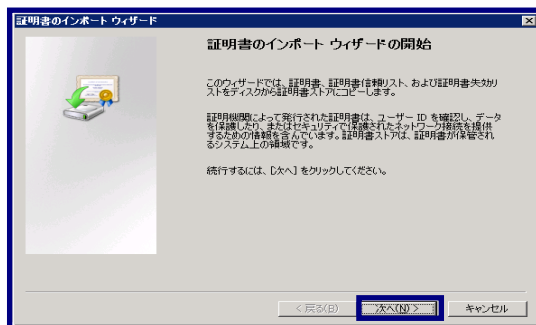 証明書のインポート ウィザード
証明書のインポート ウィザードの開始
このウィザードでは、証明書、証明書信頼リスト、および証明書失効リ
ストをディスクから証明書ストアにコピーします。
証明機関によって発行された証明書は、ユーザー ID を確認し、データ
を保護したり、またはセキュリティで保護されたネットワーク接続を提供
するための情報を含んでいます。証明書ストアは、証明書が保管され
るシステム上の領域です。
続行するには、[次へ] をクリックしてください。
< 戻る(B) 次へ(N) > キャンセル